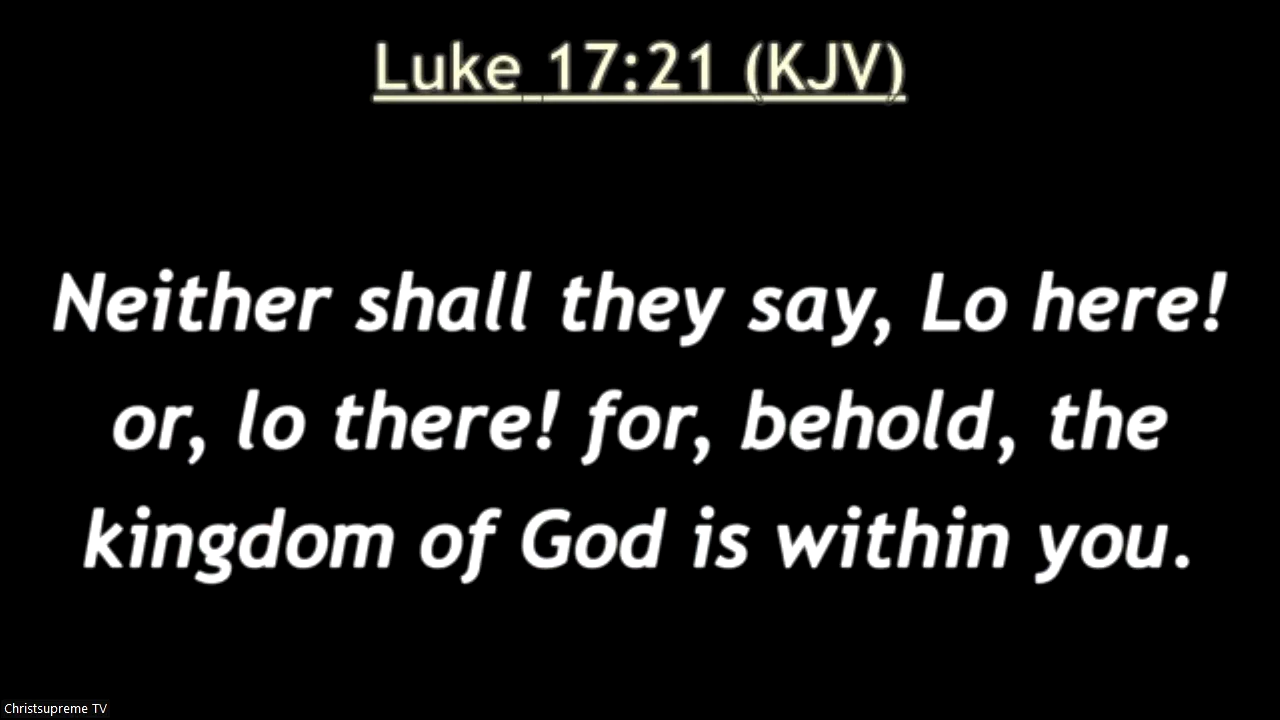 Luke 17:21 (KJV)
Neither shall they say, Lo here!
or, lo there! for, behold, the
kingdom of God is within you.
Christsupreme TV